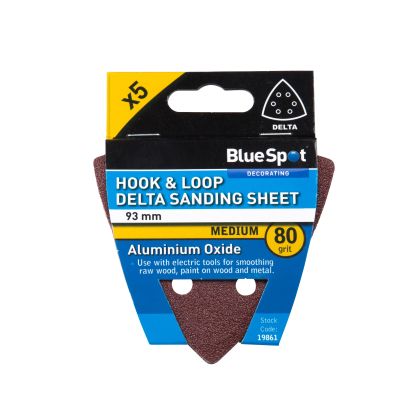 x5
DELTA
BlueSpot
DECORATING
HOOK & LOOP
DELTA SANDING SHEET
93 mm
MEDIUM
80
grit
Aluminium Oxide
- Use with electric tools for smoothing
raw wood, paint on wood and metal.
Stock
Code:
19861